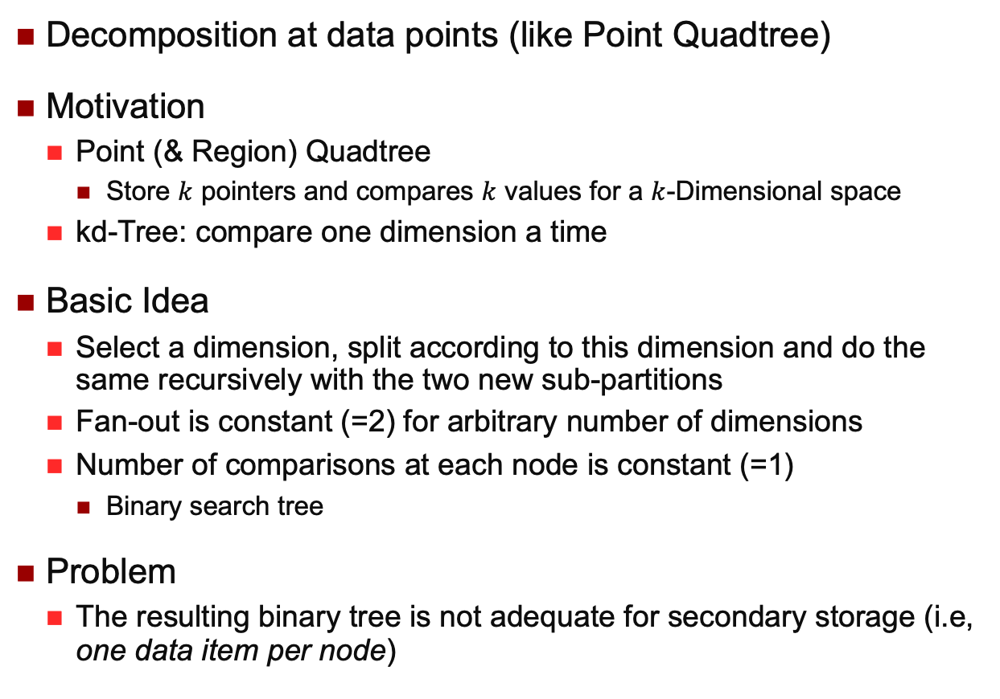 Decomposition at data points (like Point Quadtree)
Motivation
Point (& Region) Quadtree
Store k pointers and compares k values for a k-Dimensional space
kd-Tree: compare one dimension a time
Basic Idea
Select a dimension, split according to this dimension and do the
same recursively with the two new sub-partitions
Fan-out is constant (=2) for arbitrary number of dimensions
Number of comparisons at each node is constant (=1)
Binary search tree
Problem
The resulting binary tree is not adequate for secondary storage (i.e,
one data item per node)